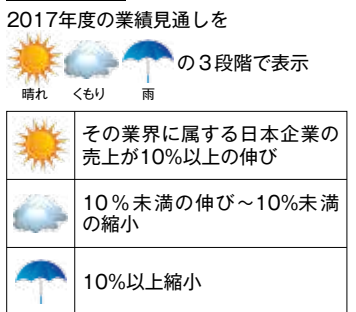 2017年度の業績見通しを
の3段階で表示
晴れ くもり 雨
その業界に属する日本企業の
売上が10%以上の伸び
10%未満の伸び~10%未満
の縮小
10%以上縮小